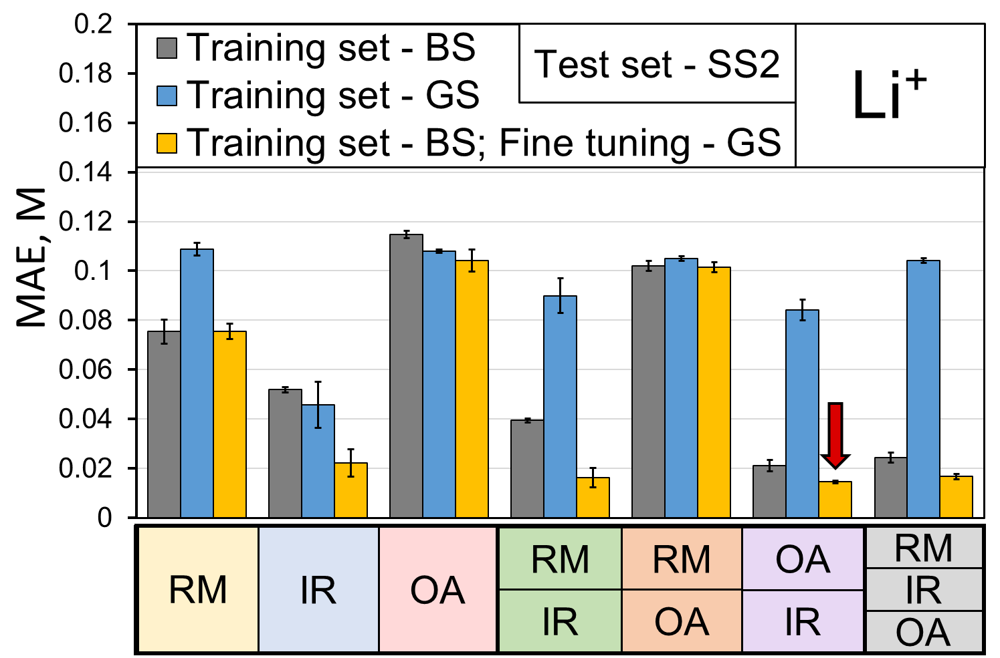 Training set - BS
Training set - GS
Training set - BS; Fine tuning - GS
Test set - SS2
Li⁺
MAE, M
0.2
0.18
0.16
0.14
0.12
0.1
0.08
0.06
0.04
0.02
0
RM
IR
OA
RM
IR
RM
OA
OA
IR
RM
IR
OA